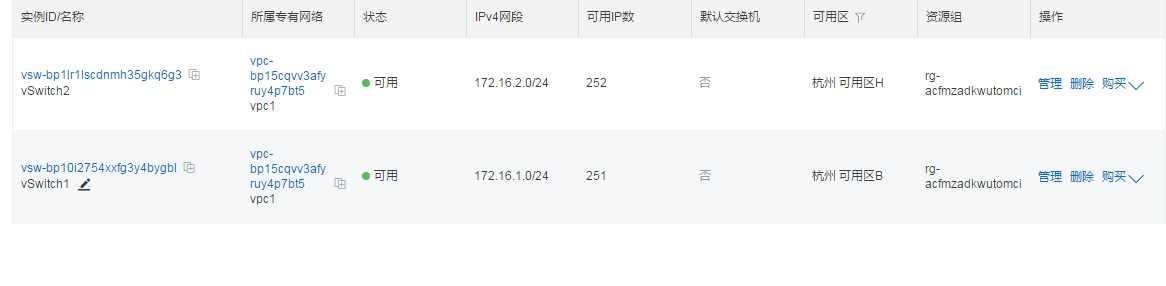 实例ID/名称 所属专有网络 状态 IPv4网段 可用IP数 默认交换机 可用区 资源组 操作
vsw-bp1lr1lscdnmh35gkq6g3
vSwitch2
vpc-
bp15cqvv3afy
ruy4p7bt5
vpc1
可用
172.16.2.0/24
252
否
杭州 可用区H
rg-
acfmzadkwutomci
管理 删除 购买
vsw-bp10i2754xxfg3y4bygbl
vSwitch1
vpc-
bp15cqvv3afy
ruy4p7bt5
vpc1
可用
172.16.1.0/24
251
否
杭州 可用区B
rg-
acfmzadkwutomci
管理 删除 购买